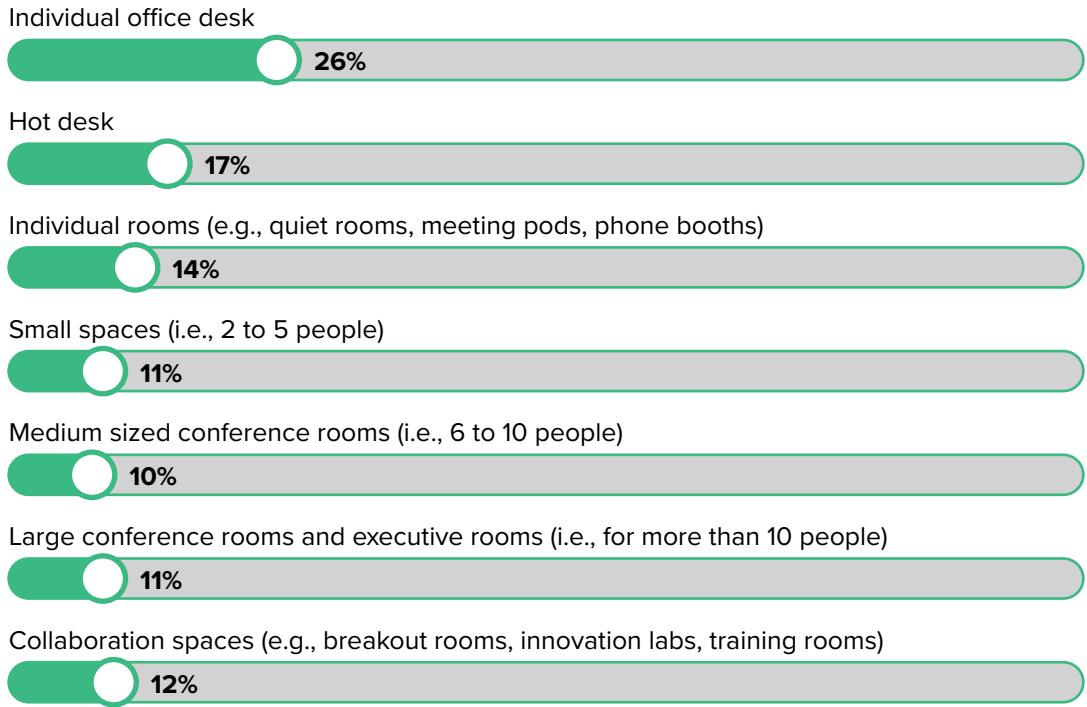 Individual office desk
26%
Hot desk
17%
Individual rooms (e.g., quiet rooms, meeting pods, phone booths)
14%
Small spaces (i.e., 2 to 5 people)
11%
Medium sized conference rooms (i.e., 6 to 10 people)
10%
Large conference rooms and executive rooms (i.e., for more than 10 people)
11%
Collaboration spaces (e.g., breakout rooms, innovation labs, training rooms)
12%